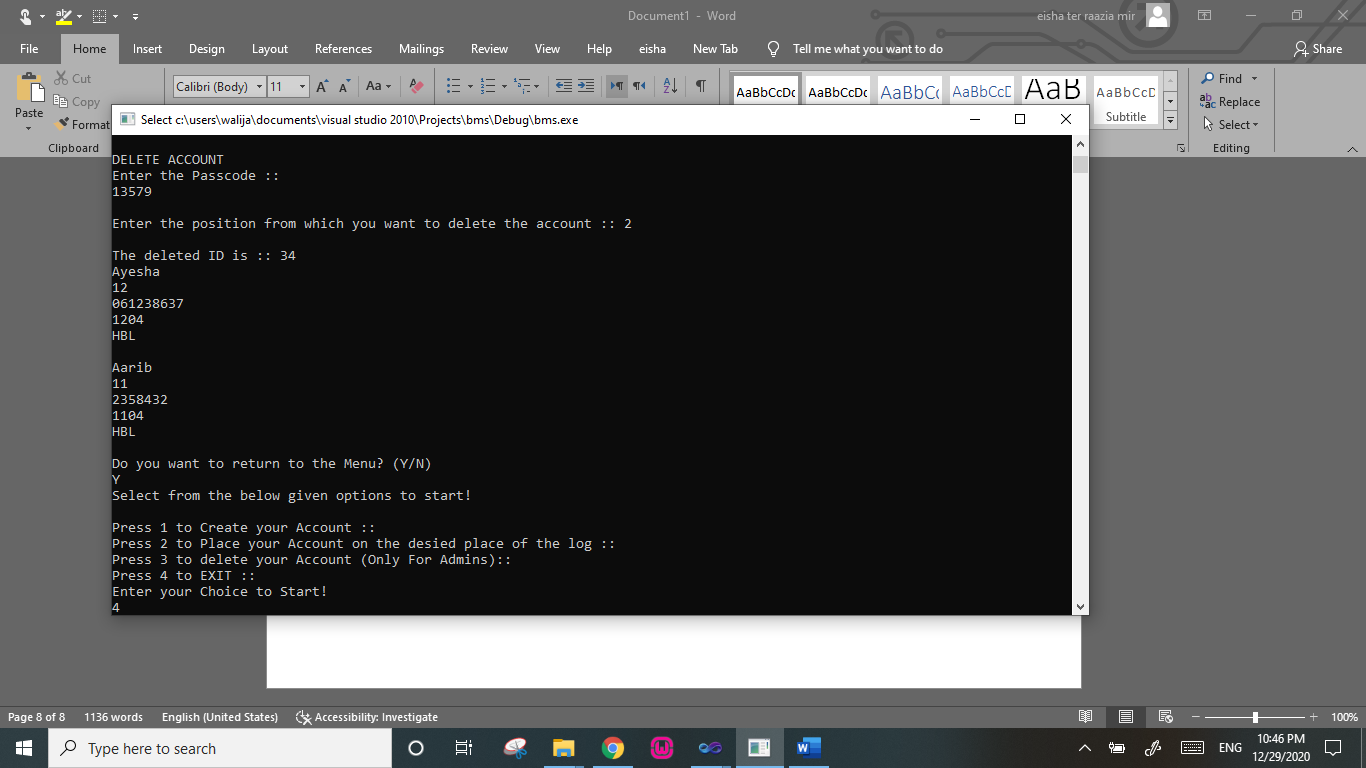 Document1 - Word
eisha ter raazia mir
File Home Insert Design Layout References Mailings Review View Help eisha New Tab Tell me what you want to do Share
Cut
Copy
Format
Paste
Clipboard
Calibri (Body) 11
Aa
AaBbCcDc AaBbCcDc AaBbC AaBbCcC AaB AaBbCcD
Subtitle
Find
Replace
Select
Editing
Select c:\users\walija\documents\visual studio 2010\Projects\bms\Debug\bms.exe
DELETE ACCOUNT
Enter the Passcode ::
13579
Enter the position from which you want to delete the account :: 2
The deleted ID is :: 34
Ayesha
12
061238637
1204
HBL
Aarib
11
2358432
1104
HBL
Do you want to return to the Menu? (Y/N)
Y
Select from the below given options to start!
Press 1 to Create your Account ::
Press 2 to Place your Account on the desied place of the log ::
Press 3 to delete your Account (Only For Admins)::
Press 4 to EXIT ::
Enter your Choice to Start!
4
Page 8 of 8 1136 words English (United States) Accessibility: Investigate 100%
Type here to search
ENG
10:46 PM
12/29/2020